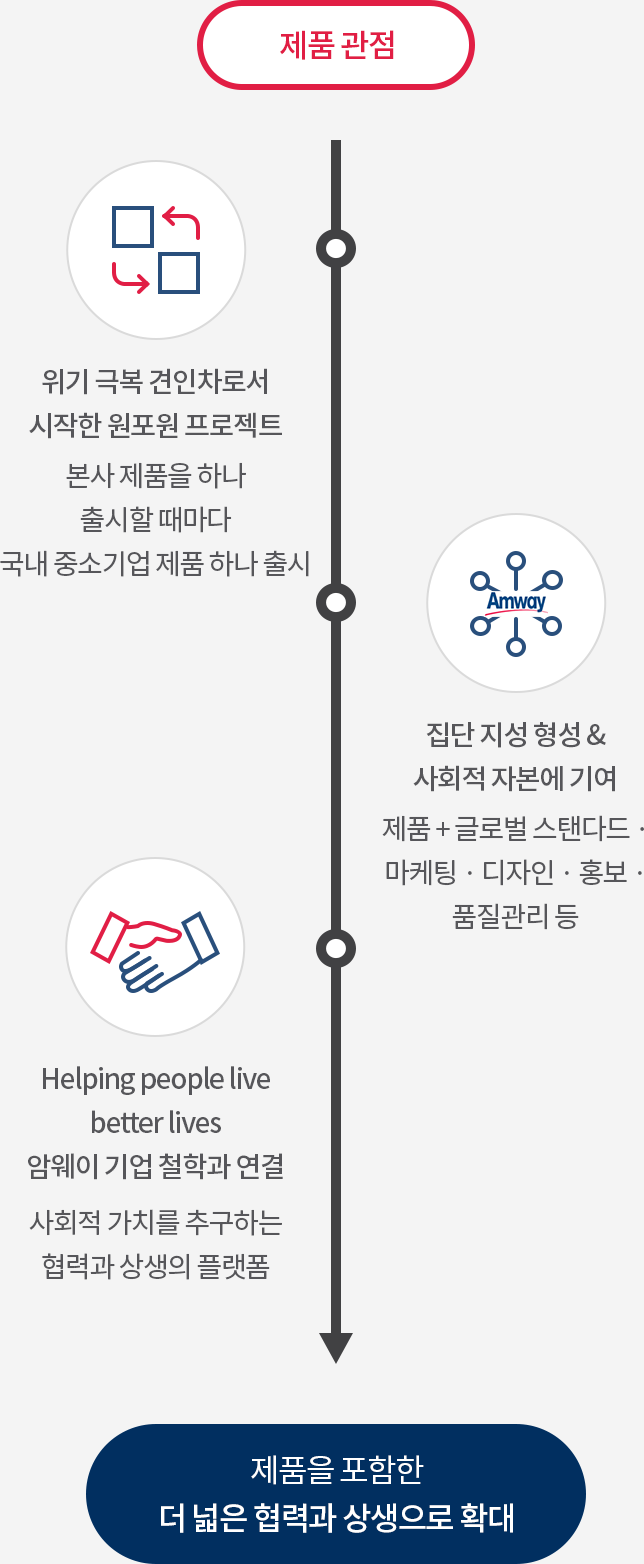 제품 관점
위기 극복 견인차로서
시작한 원포원 프로젝트
본사 제품을 하나
출시할 때마다
국내 중소기업 제품 하나 출시
Amway
집단 지성 형성 &
사회적 자본에 기여
제품 + 글로벌 스탠다드 ·
마케팅 · 디자인 · 홍보 ·
품질관리 등
Helping people live
better lives
암웨이 기업 철학과 연결
사회적 가치를 추구하는
협력과 상생의 플랫폼
제품을 포함한
더 넓은 협력과 상생으로 확대